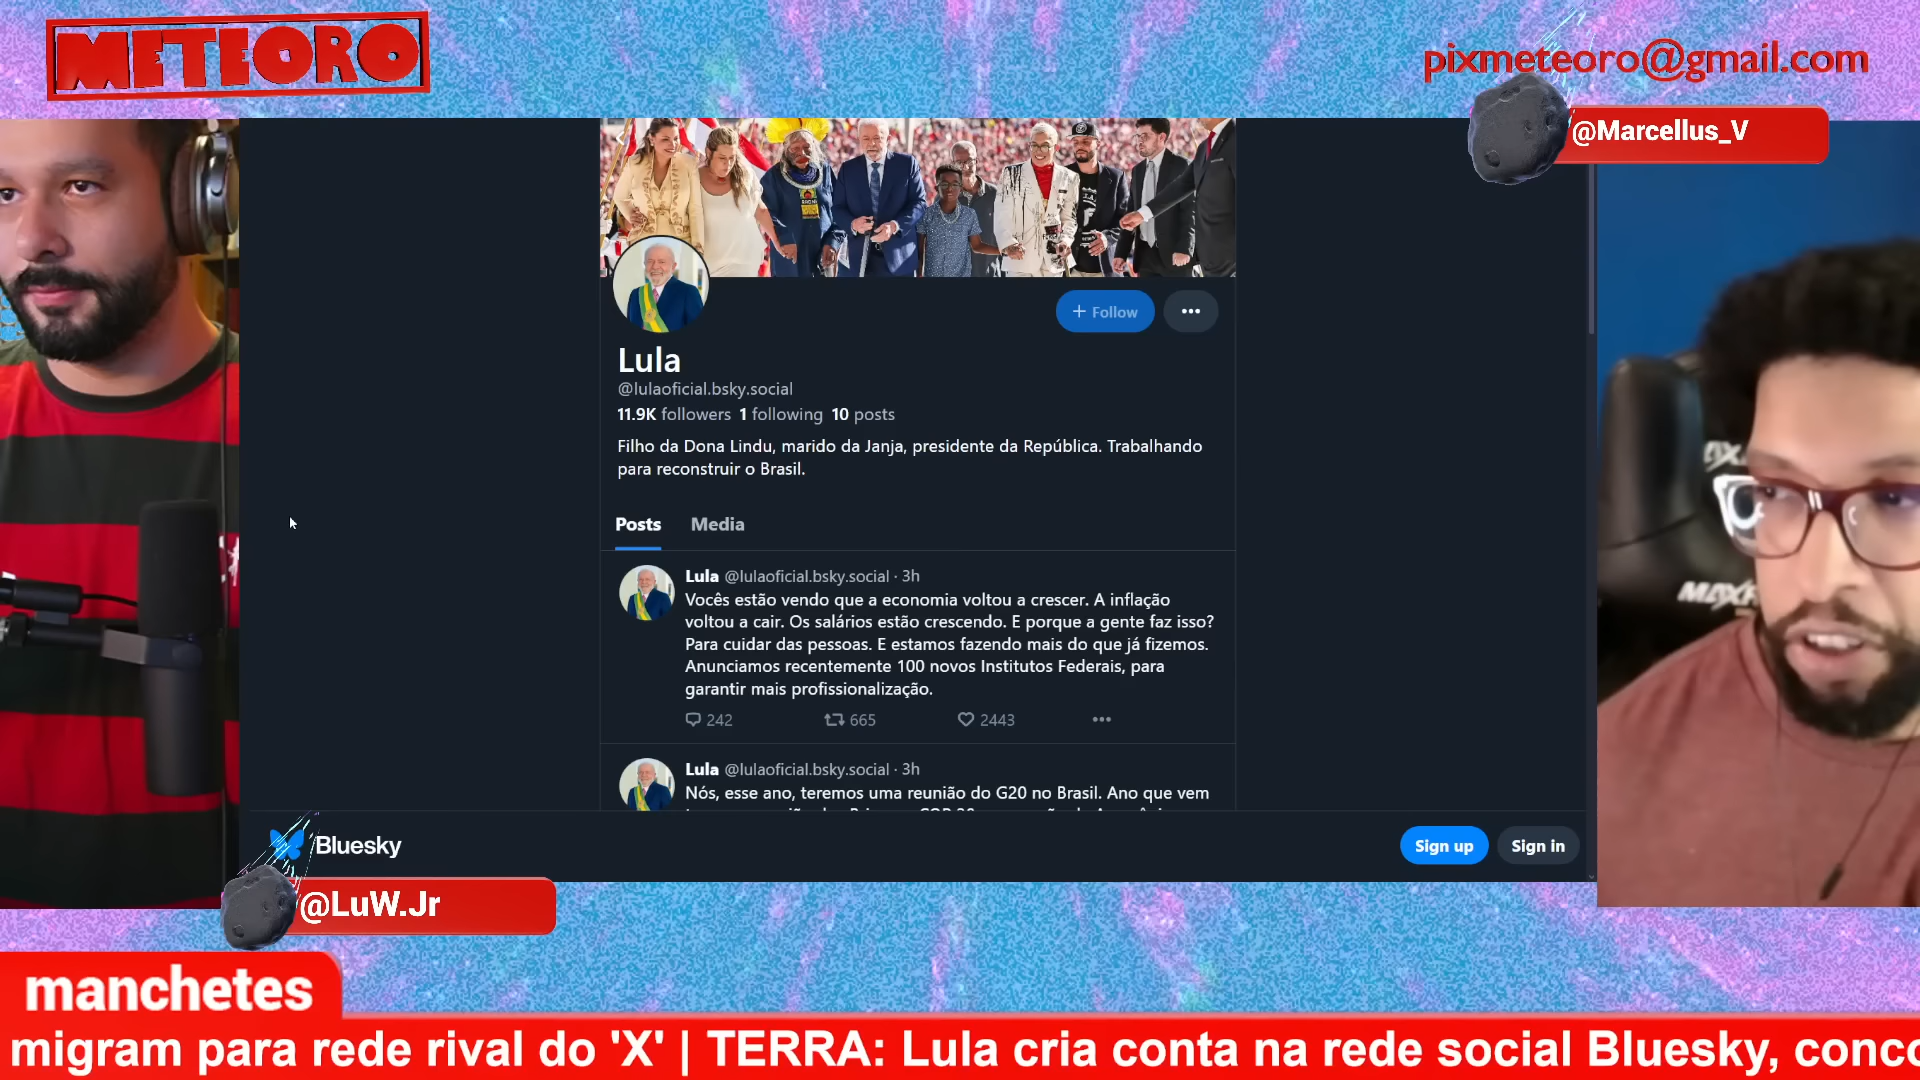 METEORO
pixmeteoro@gmail.com
@Marcellus_V
+ Follow
Lula
@lulaoficial.bsky.social
11.9K followers 1 following 10 posts
Filho da Dona Lindu, marido da Janja, presidente da República. Trabalhando
para reconstruir o Brasil.
Posts Media
Lula @lulaoficial.bsky.social · 3h
Vocês estão vendo que a economia voltou a crescer. A inflação
voltou a cair. Os salários estão crescendo. E porque a gente faz isso?
Para cuidar das pessoas. E estamos fazendo mais do que já fizemos.
Anunciamos recentemente 100 novos Institutos Federais, para
garantir mais profissionalização.
242 665 2443
Lula @lulaoficial.bsky.social · 3h
Nós, esse ano, teremos uma reunião do G20 no Brasil. Ano que vem
Bluesky
Sign up Sign in
@LuW.Jr
manchetes
migram para rede rival do 'X' | TERRA: Lula cria conta na rede social Bluesky,